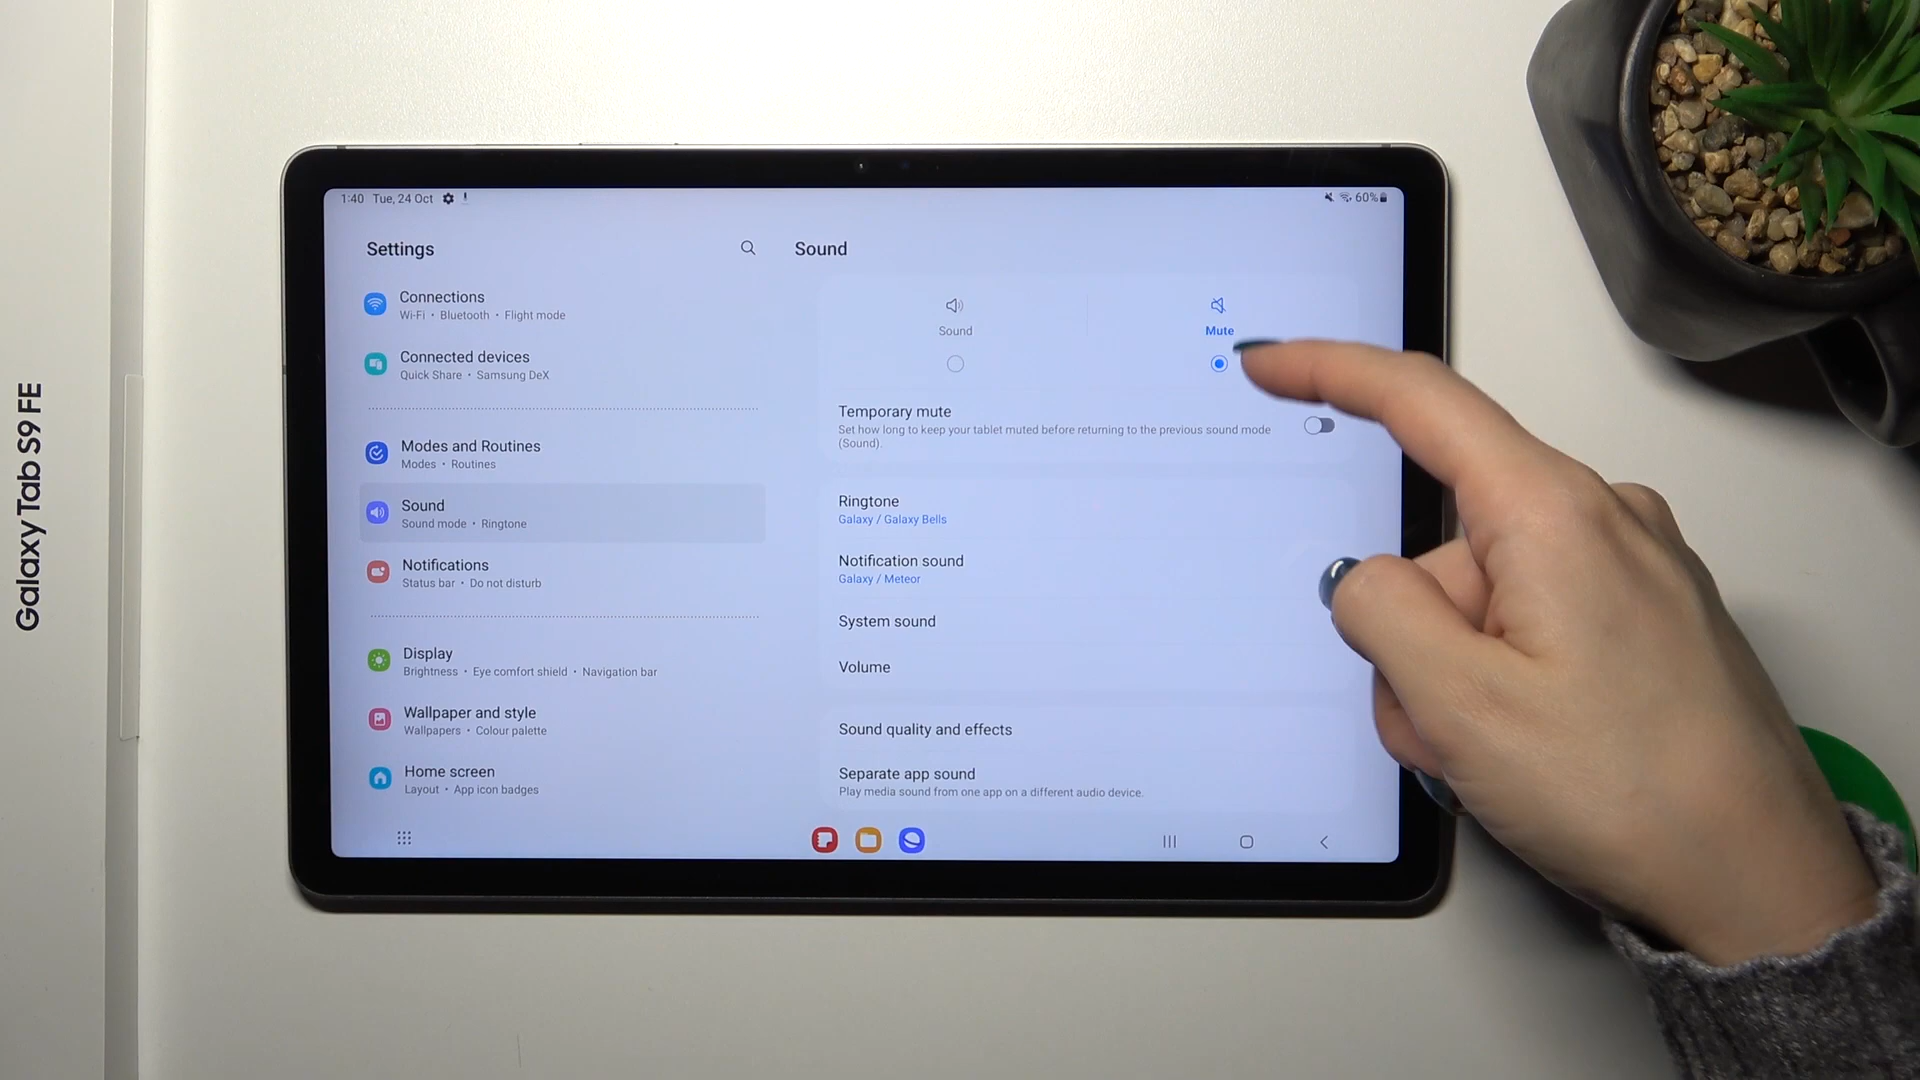 Galaxy Tab S9 FE
1:40 Tue, 24 Oct
60%
Settings
Connections
Wi-Fi • Bluetooth • Flight mode
Connected devices
Quick Share • Samsung DeX
Modes and Routines
Modes • Routines
Sound
Sound mode • Ringtone
Notifications
Status bar • Do not disturb
Display
Brightness • Eye comfort shield • Navigation bar
Wallpaper and style
Wallpapers • Colour palette
Home screen
Layout • App icon badges
Sound
Sound
Mute
Temporary mute
Set how long to keep your tablet muted before returning to the previous sound mode
(Sound).
Ringtone
Galaxy / Galaxy Bells
Notification sound
Galaxy / Meteor
System sound
Volume
Sound quality and effects
Separate app sound
Play media sound from one app on a different audio device.